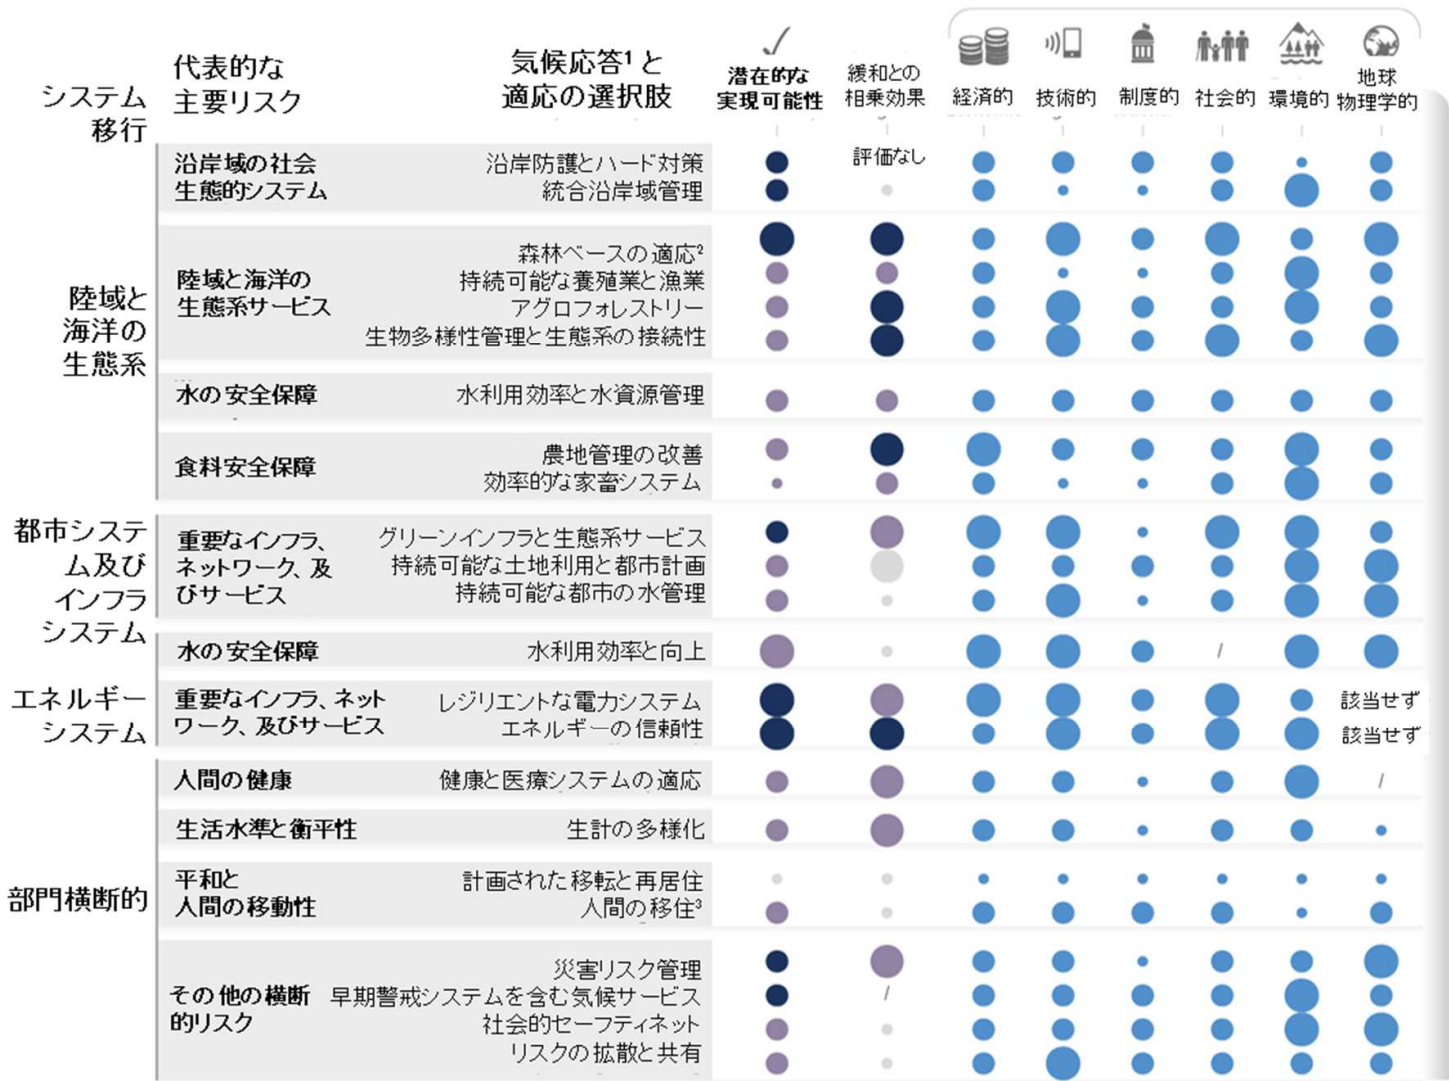 システム
移行
代表的な
主要リスク
気候応答¹ と
適応の選択肢
潜在的な
実現可能性
緩和との
相乗効果
経済的
技術的
制度的
社会的
環境的
地球
物理学的
陸域と
海洋の
生態系
沿岸域の社会
生態的システム
沿岸防護とハード対策
評価なし
統合沿岸域管理
陸域と海洋の
生態系サービス
森林ベースの適応²
持続可能な養殖業と漁業
アグロフォレストリー
生物多様性管理と生態系の接続性
水の安全保障
水利用効率と水資源管理
食料安全保障
農地管理の改善
効率的な家畜システム
都市システ
ム及び
インフラ
システム
重要なインフラ、
ネットワーク、及
びサービス
グリーンインフラと生態系サービス
持続可能な土地利用と都市計画
持続可能な都市の水管理
水の安全保障
水利用効率と向上
/
エネルギー
システム
重要なインフラ、ネット
ワーク、及びサービス
レジリエントな電力システム
該当せず
エネルギーの信頼性
該当せず
部門横断的
人間の健康
健康と医療システムの適応
/
生活水準と衡平性
生計の多様化
平和と
人間の移動性
計画された移転と再居住
人間の移住³
その他の横断
的リスク
災害リスク管理
早期警戒システムを含む気候サービス
/
社会的セーフティネット
リスクの拡散と共有